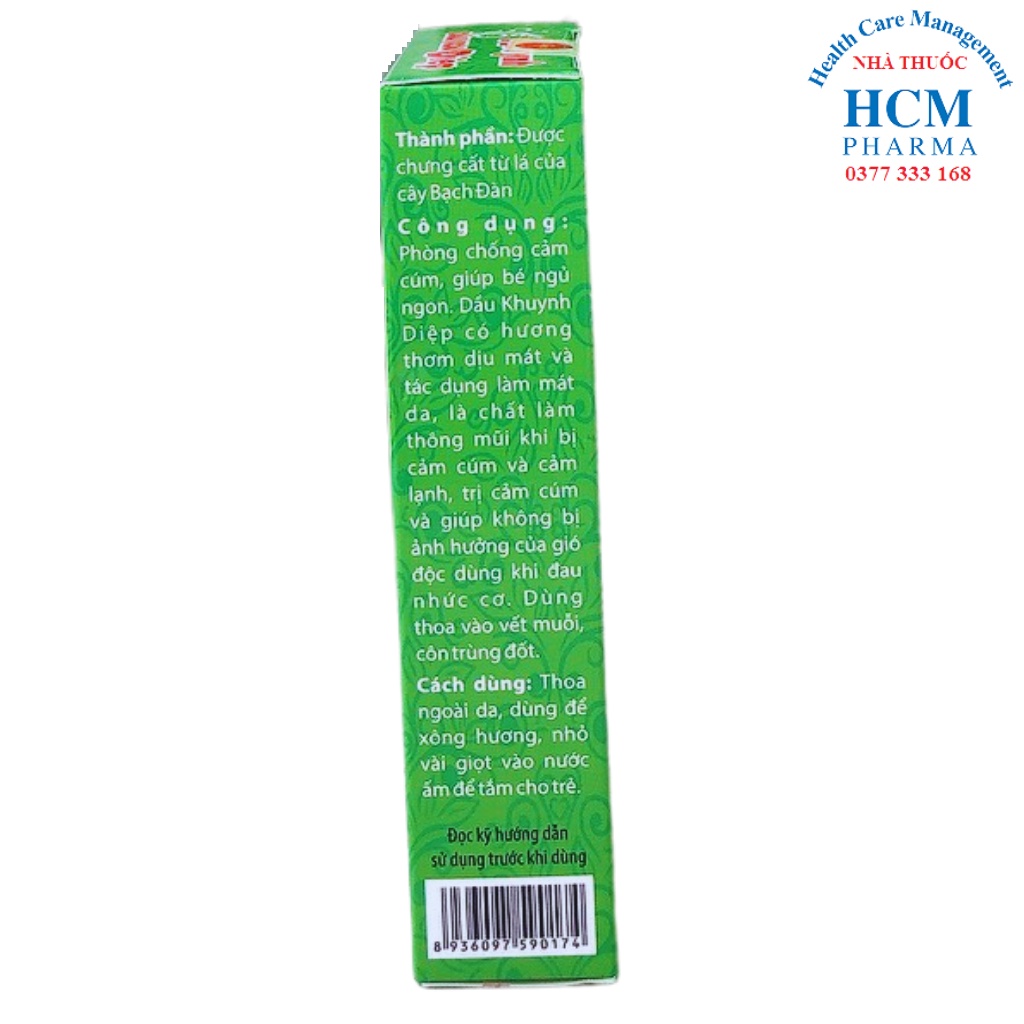 Health Care Management
NHÀ THUỐC
HCM
PHARMA
0377 333 168
Thành phần: Được
chưng cất từ lá của
cây Bạch Đàn
Công dụng:
Phòng chống cảm
cúm, giúp bé ngủ
ngon. Dầu Khuynh
Diệp có hương
thơm dịu mát và
tác dụng làm mát
da, là chất làm
thông mũi khi bị
cảm cúm và cảm
lạnh, trị cảm cúm
và giúp không bị
ảnh hưởng của gió
độc dùng khi đau
nhức cơ. Dùng
thoa vào vết muỗi,
côn trùng đốt.
Cách dùng: Thoa
ngoài da, dùng để
xông hương, nhỏ
vài giọt vào nước
ấm để tắm cho trẻ.
Đọc kỹ hướng dẫn
sử dụng trước khi dùng
8 936097 590174